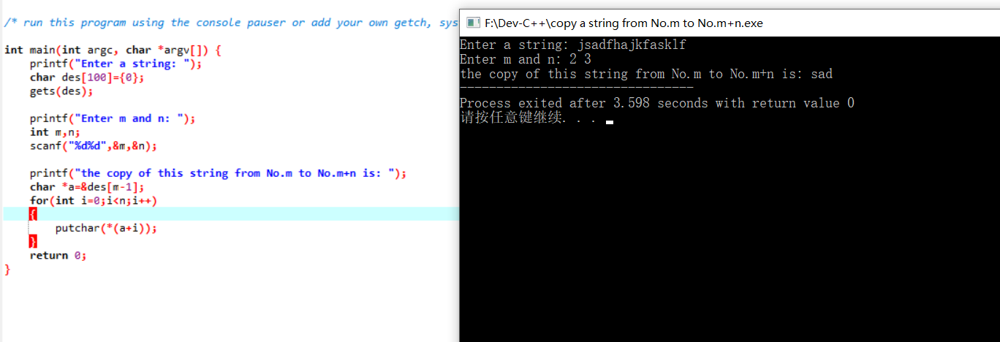 /* run this program using the console pauser or add your own getch, sys
int main(int argc, char *argv[]) {
printf("Enter a string: ");
char des[100]={0};
gets(des);
printf("Enter m and n: ");
int m,n;
scanf("%d%d",&m,&n);
printf("the copy of this string from No.m to No.m+n is: ");
char *a=&des[m-1];
for(int i=0;i<n;i++)
{
putchar(*(a+i));
}
return 0;
}
F:\Dev-C++\copy a string from No.m to No.m+n.exe
Enter a string: jsadfhajkfasklf
Enter m and n: 2 3
the copy of this string from No.m to No.m+n is: sad
--------------------------------
Process exited after 3.598 seconds with return value 0
请按任意键继续. . .